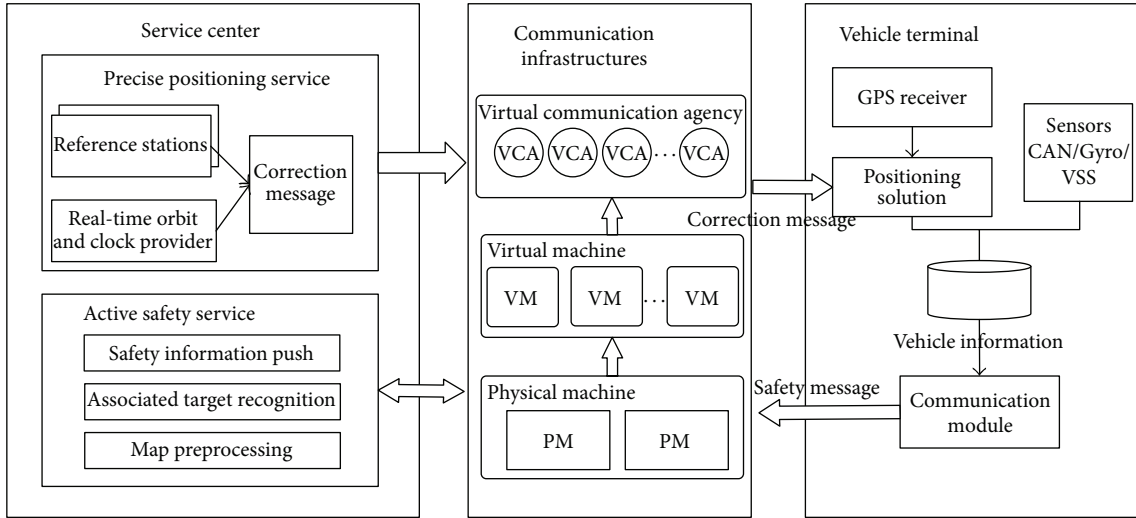 Service center
Precise positioning service
Reference stations
Correction
message
Real-time orbit
and clock provider
Active safety service
Safety information push
Associated target recognition
Map preprocessing
Communication
infrastructures
Virtual communication agency
VCA VCA VCA ... VCA
Virtual machine
VM VM ... VM
Physical machine
PM PM
Correction message
Safety message
Vehicle terminal
GPS receiver
Sensors
CAN/Gyro/
VSS
Positioning
solution
Vehicle information
Communication
module